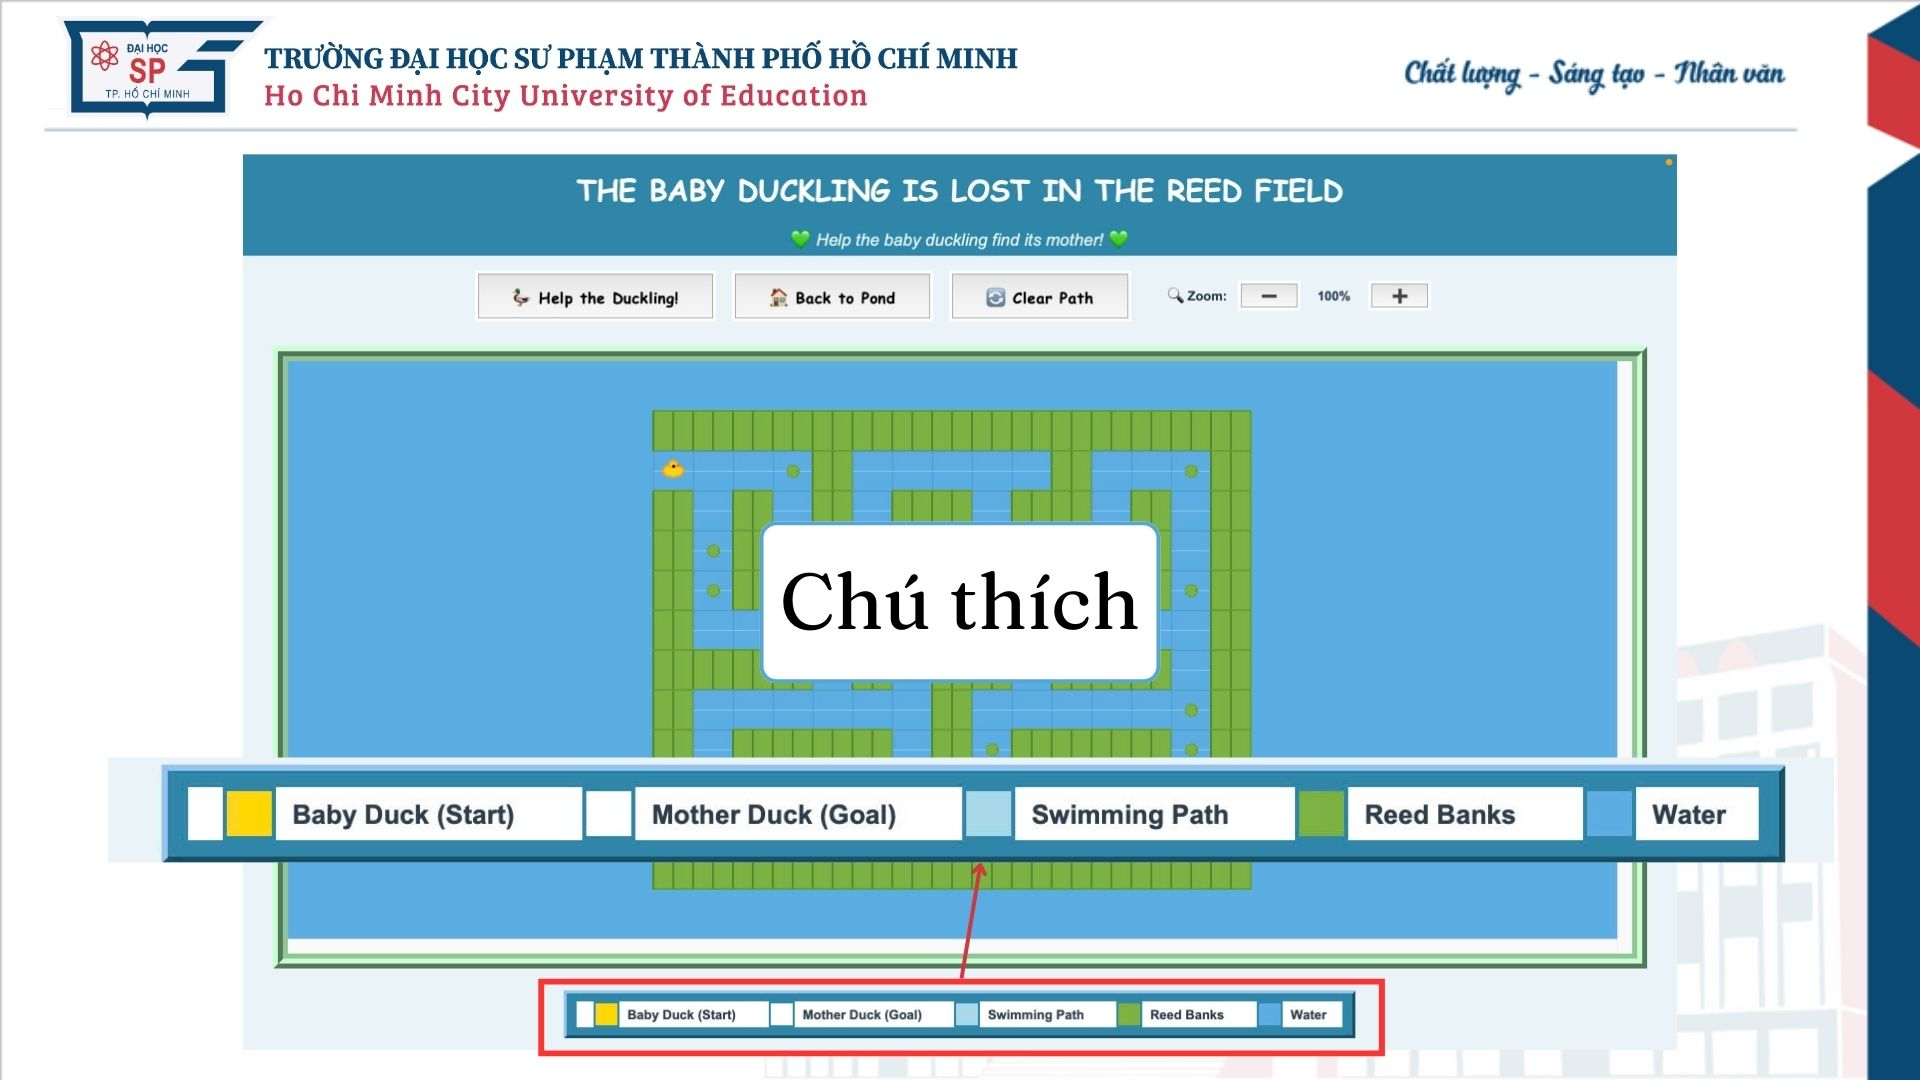 ĐẠI HỌC
SP
TP. HỒ CHÍ MINH
TRƯỜNG ĐẠI HỌC SƯ PHẠM THÀNH PHỐ HỒ CHÍ MINH
Ho Chi Minh City University of Education
Chất lượng - Sáng tạo - Nhân văn
THE BABY DUCKLING IS LOST IN THE REED FIELD
💚 Help the baby duckling find its mother! 💚
Help the Duckling!
Back to Pond
Clear Path
Zoom: − 100% +
Chú thích
Baby Duck (Start) Mother Duck (Goal) Swimming Path Reed Banks Water
Baby Duck (Start) Mother Duck (Goal) Swimming Path Reed Banks Water